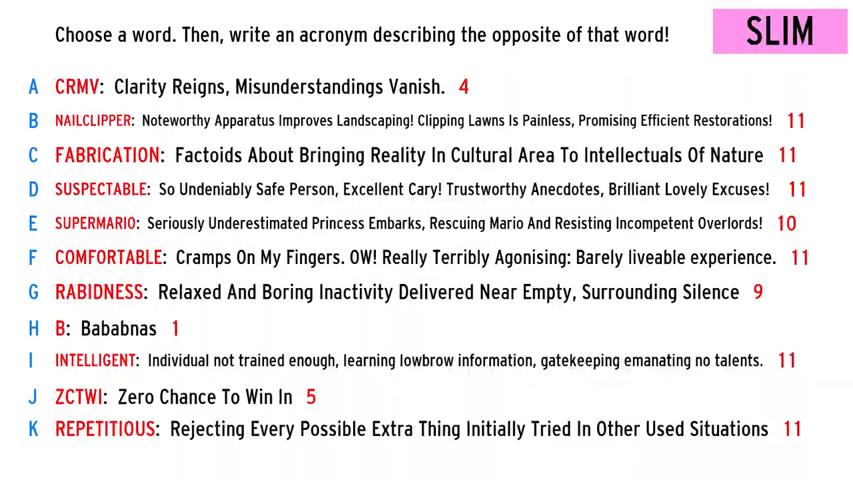 Choose a word. Then, write an acronym describing the opposite of that word! SLIM
A CRMV: Clarity Reigns, Misunderstandings Vanish. 4
B NAILCLIPPER: Noteworthy Apparatus Improves Landscaping! Clipping Lawns Is Painless, Promising Efficient Restorations! 11
C FABRICATION: Factoids About Bringing Reality In Cultural Area To Intellectuals Of Nature 11
D SUSPECTABLE: So Undeniably Safe Person, Excellent Cary! Trustworthy Anecdotes, Brilliant Lovely Excuses! 11
E SUPERMARIO: Seriously Underestimated Princess Embarks, Rescuing Mario And Resisting Incompetent Overlords! 10
F COMFORTABLE: Cramps On My Fingers. OW! Really Terribly Agonising: Barely liveable experience. 11
G RABIDNESS: Relaxed And Boring Inactivity Delivered Near Empty, Surrounding Silence 9
H B: Bababnas 1
I INTELLIGENT: Individual not trained enough, learning lowbrow information, gatekeeping emanating no talents. 11
J ZCTWI: Zero Chance To Win In 5
K REPETITIOUS: Rejecting Every Possible Extra Thing Initially Tried In Other Used Situations 11